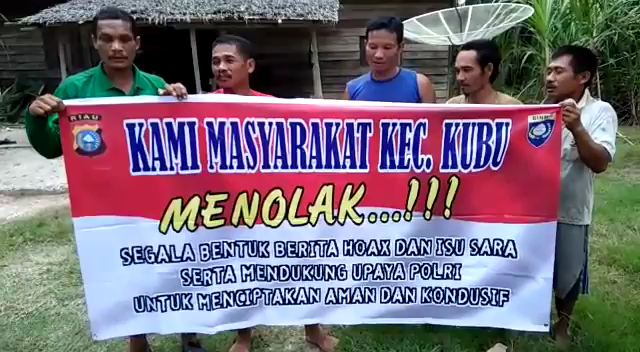 RIAU
KAMI MASYARAKAT KEC. KUBU
MENOLAK...!!!
SEGALA BENTUK BERITA HOAX DAN ISU SARA
SERTA MENDUKUNG UPAYA POLRI
UNTUK MENCIPTAKAN AMAN DAN KONDUSIF